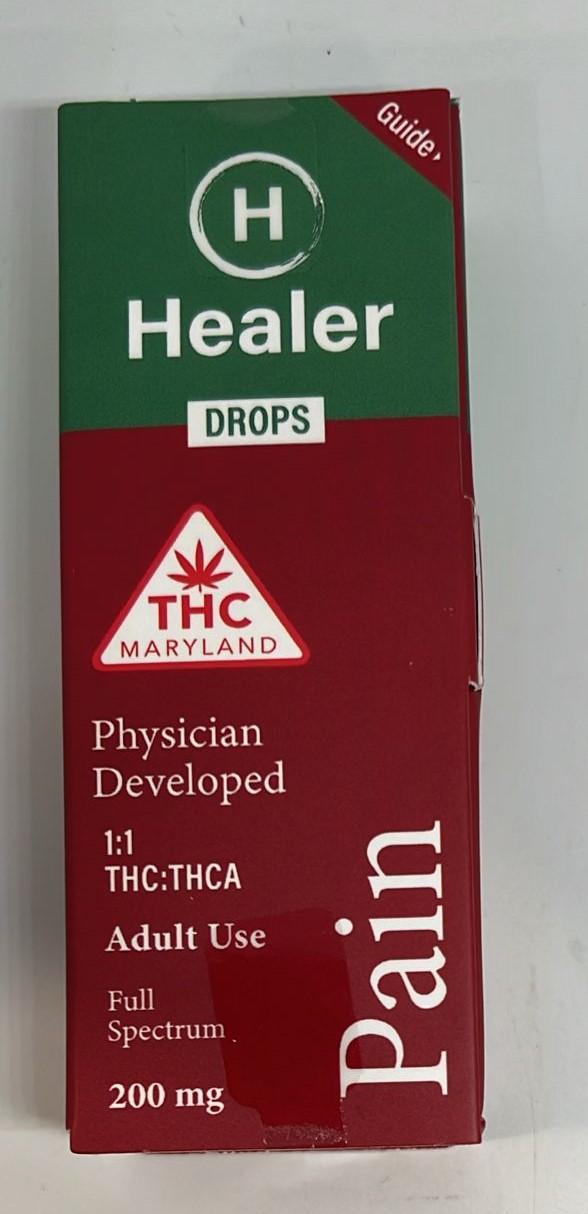 Guide
H
Healer
DROPS
THC
MARYLAND
Physician
Developed
1:1
THC:THCA
Adult Use
Full
Spectrum
200 mg
Pain